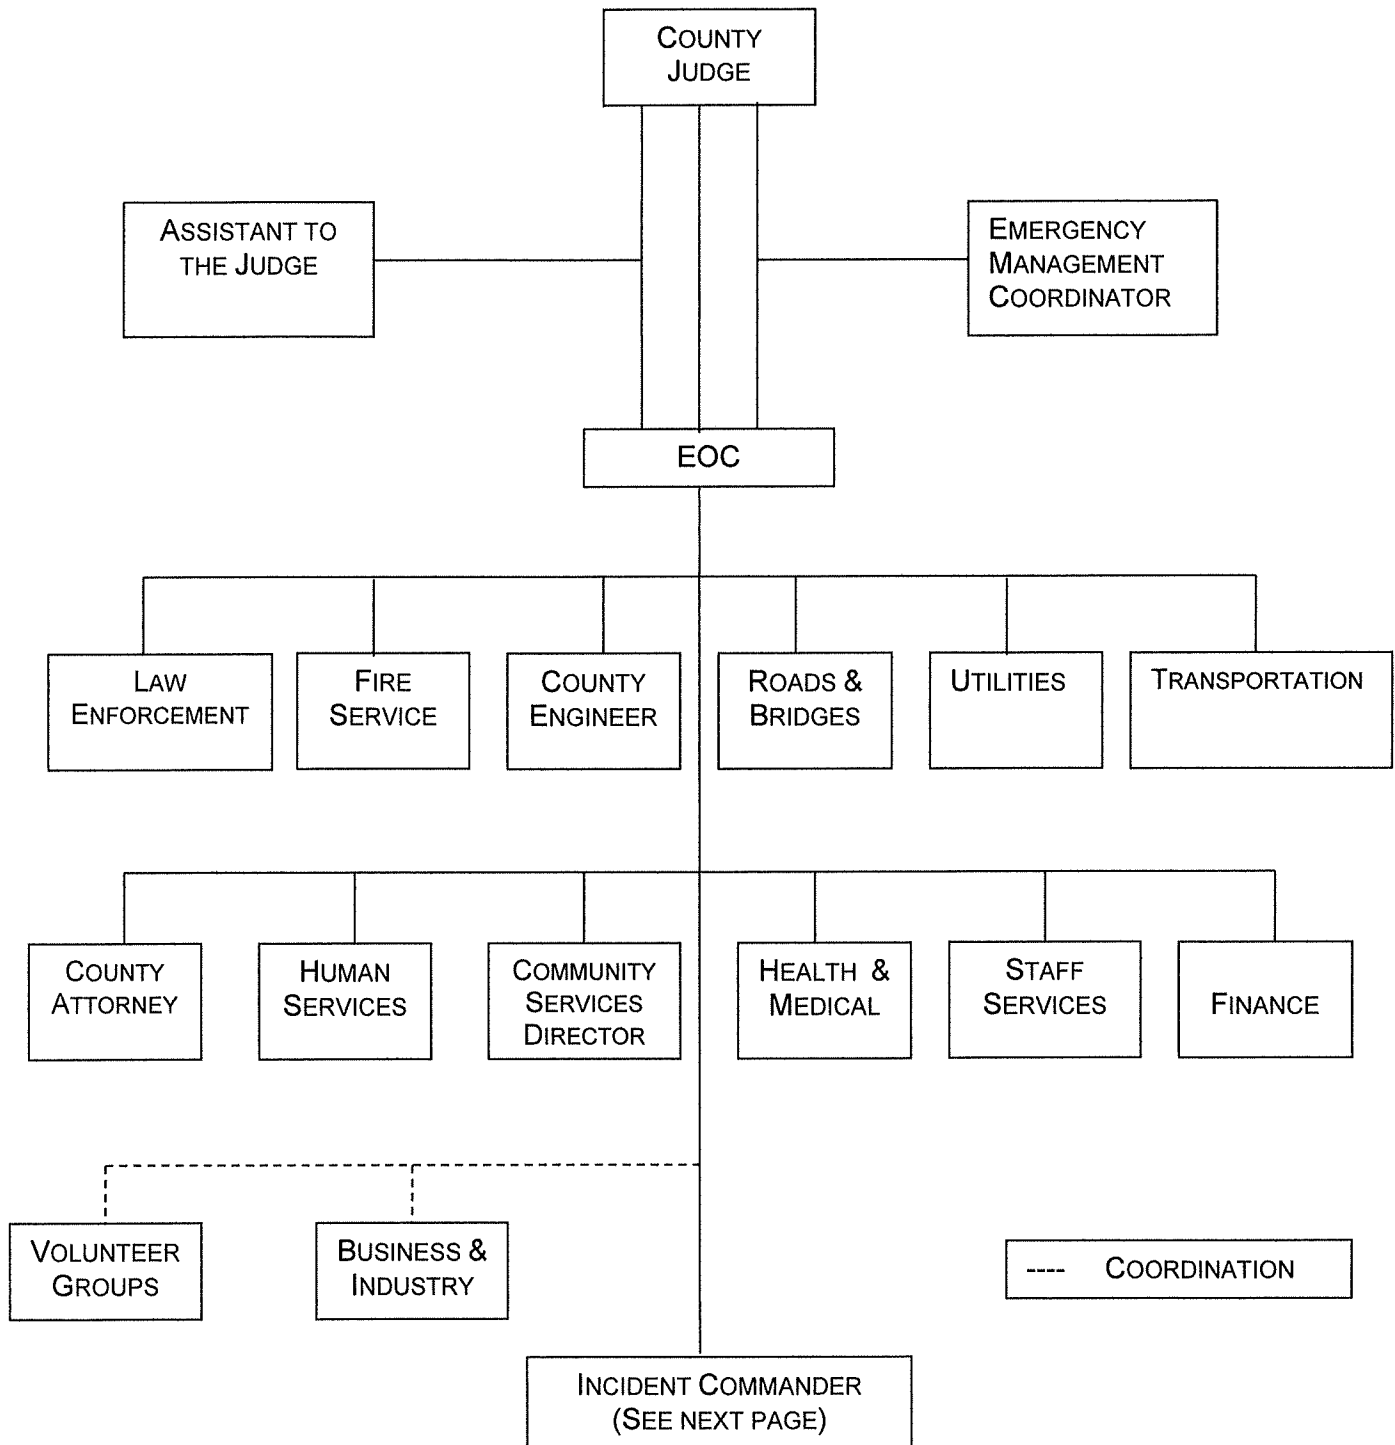 COUNTY
JUDGE
ASSISTANT TO
THE JUDGE
EMERGENCY
MANAGEMENT
COORDINATOR
EOC
LAW
ENFORCEMENT
FIRE
SERVICE
COUNTY
ENGINEER
ROADS &
BRIDGES
UTILITIES
TRANSPORTATION
COUNTY
ATTORNEY
HUMAN
SERVICES
COMMUNITY
SERVICES
DIRECTOR
HEALTH &
MEDICAL
STAFF
SERVICES
FINANCE
VOLUNTEER
GROUPS
BUSINESS &
INDUSTRY
---- COORDINATION
INCIDENT COMMANDER
(SEE NEXT PAGE)